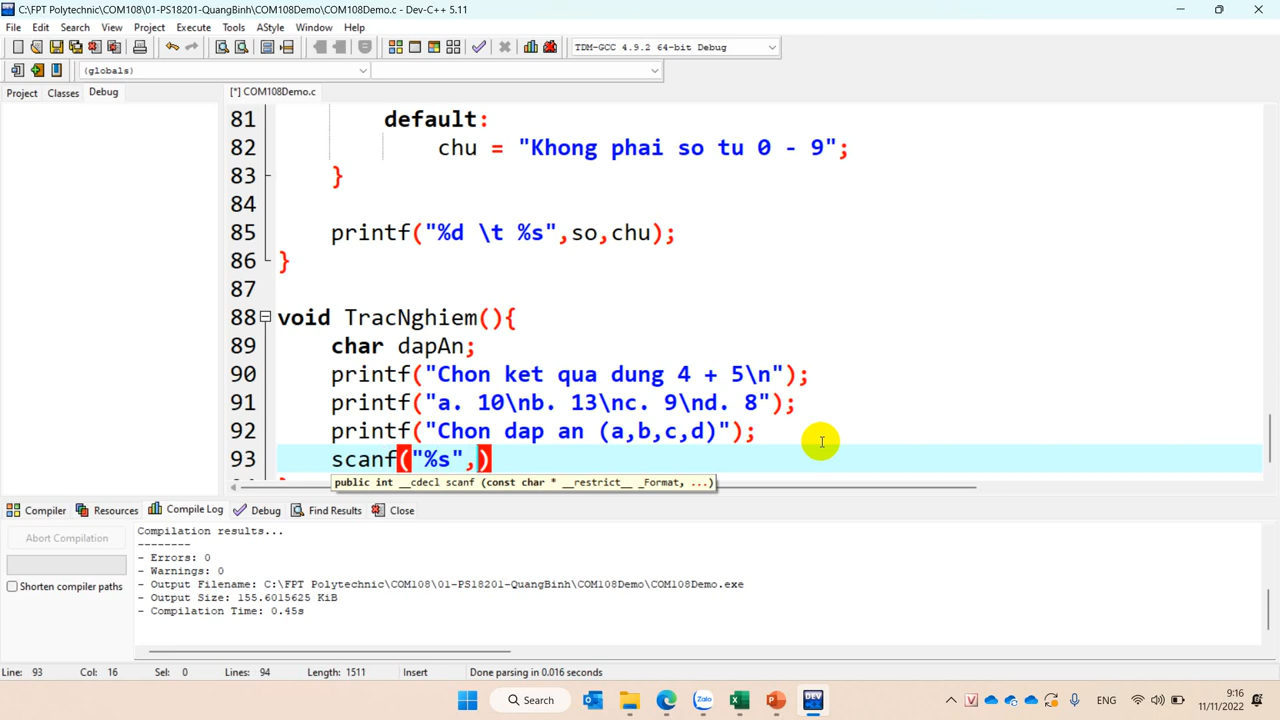 C:\FPT Polytechnic\COM108\01-PS18201-QuangBinh\COM108Demo\COM108Demo.c - Dev-C++ 5.11
File Edit Search View Project Execute Tools AStyle Window Help
TDM-GCC 4.9.2 64-bit Debug
(globals)
Project Classes Debug
[*] COM108Demo.c
81 default:
82 chu = "Khong phai so tu 0 - 9";
83 }
84
85 printf("%d \t %s",so,chu);
86 }
87
88 void TracNghiem(){
89 char dapAn;
90 printf("Chon ket qua dung 4 + 5\n");
91 printf("a. 10\nb. 13\nc. 9\nd. 8");
92 printf("Chon dap an (a,b,c,d)");
93 scanf("%s",)
public int __cdecl scanf (const char * __restrict__ _Format, ...)
Compiler Resources Compile Log Debug Find Results Close
Abort Compilation
Shorten compiler paths
Compilation results...
--------
- Errors: 0
- Warnings: 0
- Output Filename: C:\FPT Polytechnic\COM108\01-PS18201-QuangBinh\COM108Demo\COM108Demo.exe
- Output Size: 155.6015625 KiB
- Compilation Time: 0.45s
Line: 93 Col: 16 Sel: 0 Lines: 94 Length: 1511 Insert Done parsing in 0.016 seconds
Search
Zalo
DEV
ENG
9:16
11/11/2022